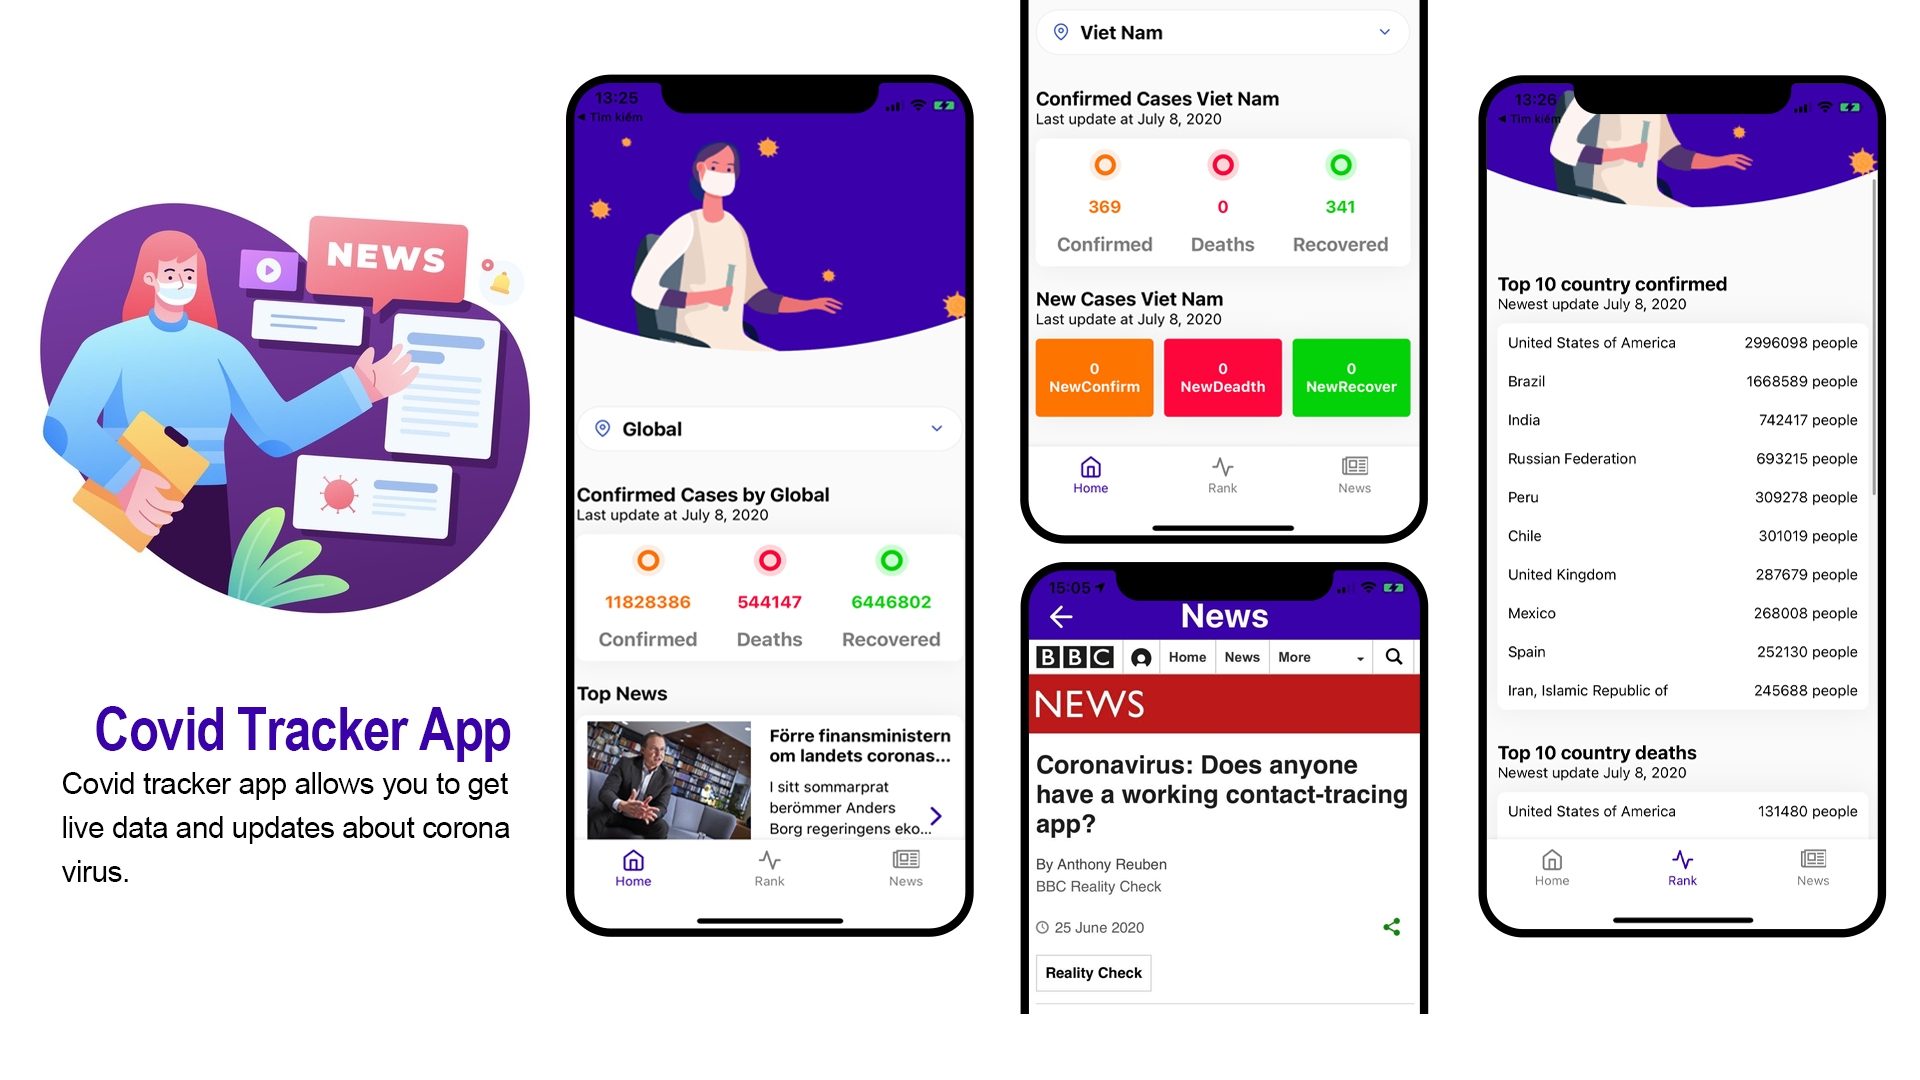 NEWS
Covid Tracker App
Covid tracker app allows you to get
live data and updates about corona
virus.
13:25
◀ Tìm kiếm
Global
Confirmed Cases by Global
Last update at July 8, 2020
11828386 544147 6446802
Confirmed Deaths Recovered
Top News
Förre finansministern
om landets coronas...
I sitt sommarprat
berömmer Anders
Borg regeringens eko...
Home Rank News
Viet Nam
Confirmed Cases Viet Nam
Last update at July 8, 2020
369 0 341
Confirmed Deaths Recovered
New Cases Viet Nam
Last update at July 8, 2020
0 0 0
NewConfirm NewDeadth NewRecover
Home Rank News
15:05
News
BBC Home News More
NEWS
Coronavirus: Does anyone
have a working contact-tracing
app?
By Anthony Reuben
BBC Reality Check
25 June 2020
Reality Check
13:26
◀ Tìm kiếm
Top 10 country confirmed
Newest update July 8, 2020
United States of America 2996098 people
Brazil 1668589 people
India 742417 people
Russian Federation 693215 people
Peru 309278 people
Chile 301019 people
United Kingdom 287679 people
Mexico 268008 people
Spain 252130 people
Iran, Islamic Republic of 245688 people
Top 10 country deaths
Newest update July 8, 2020
United States of America 131480 people
Home Rank News